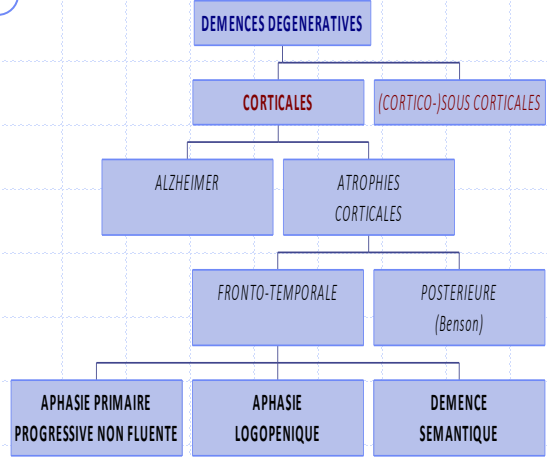 DEMENCES DEGENERATIVES
CORTICALES
(CORTICO-)SOUS CORTICALES
ALZHEIMER
ATROPHIES
CORTICALES
FRONTO-TEMPORALE
POSTERIEURE
(Benson)
APHASIE PRIMAIRE
PROGRESSIVE NON FLUENTE
APHASIE
LOGOPENIQUE
DEMENCE
SEMANTIQUE